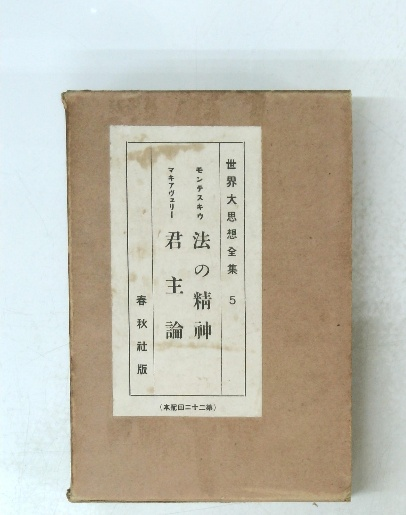 世界大思想全集 5
モンテスキウ
法の精神
マキアヴェリー
君主論
春秋社版
(第二十二回配本)